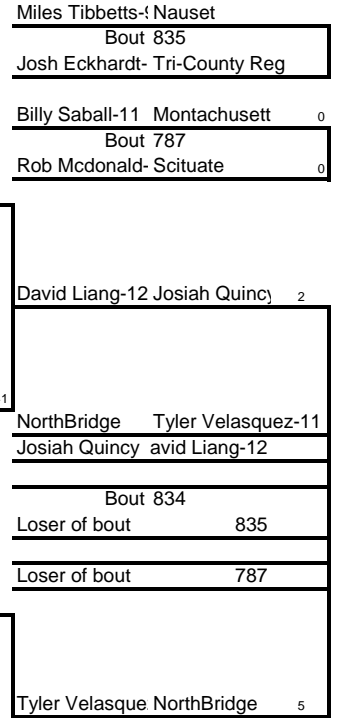 Miles Tibbetts-9 Nauset
Bout 835
Josh Eckhardt- Tri-County Reg
Billy Saball-11 Montachusett 0
Bout 787
Rob Mcdonald- Scituate 0
David Liang-12 Josiah Quincy 2
1
NorthBridge Tyler Velasquez-11
Josiah Quincy avid Liang-12
Bout 834
Loser of bout 835
Loser of bout 787
Tyler Velasque NorthBridge 5